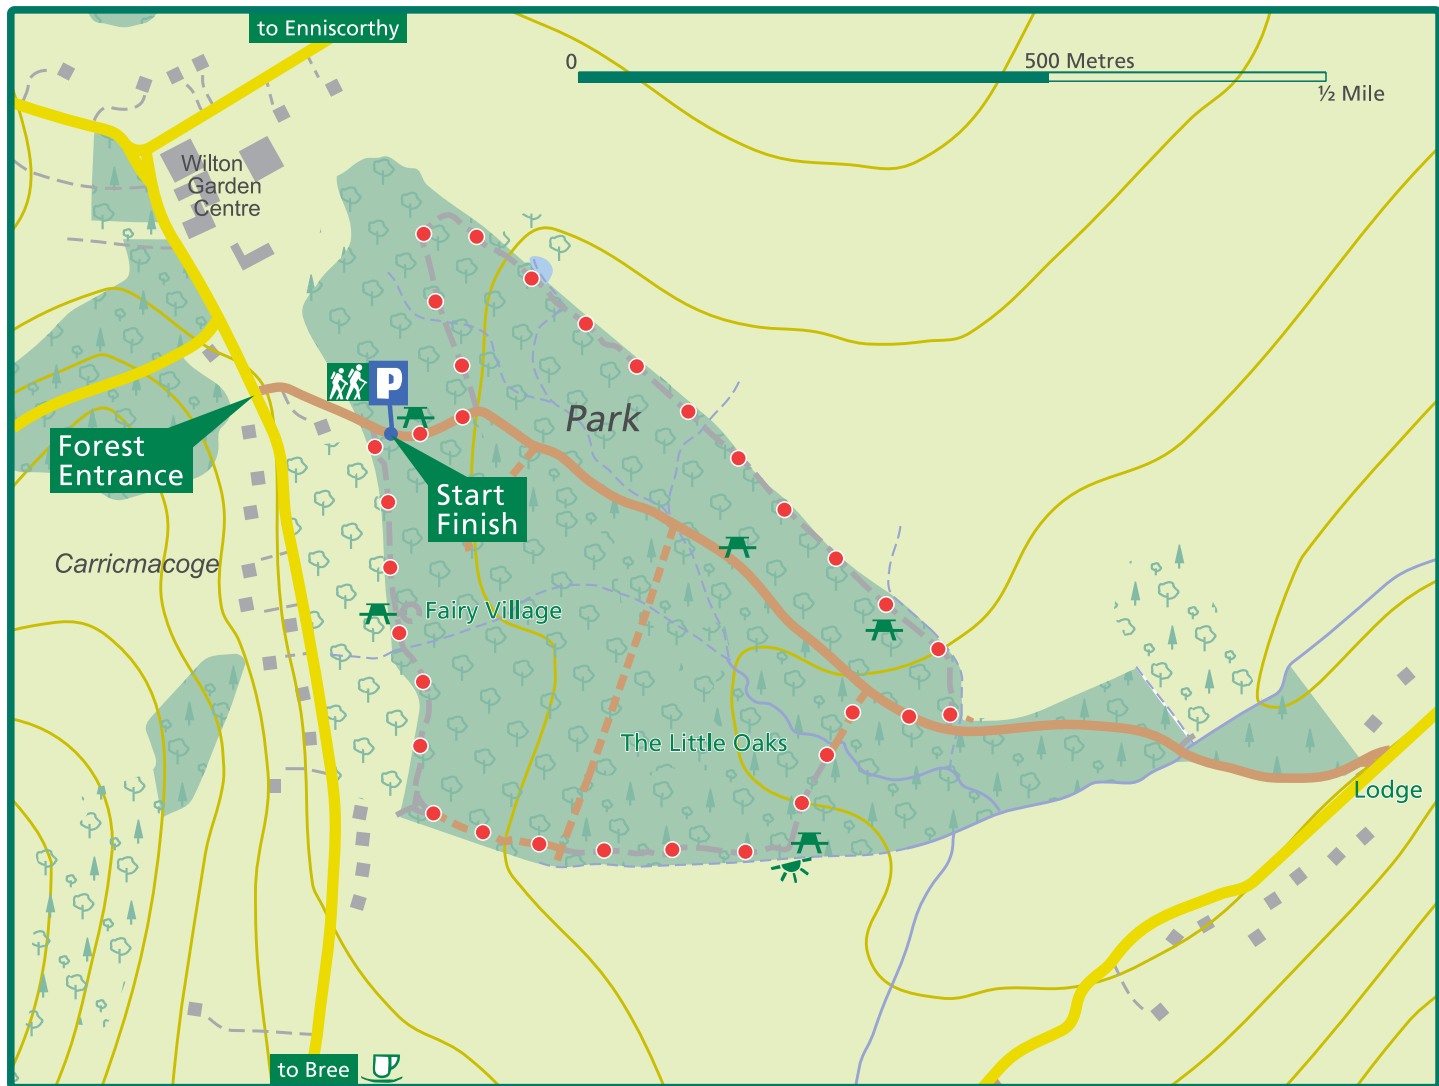 to Enniscorthy
0
500 Metres
½ Mile
Wilton
Garden
Centre
P
Park
Forest
Entrance
Start
Finish
Carricmacoge
Fairy Village
The Little Oaks
Lodge
to Bree